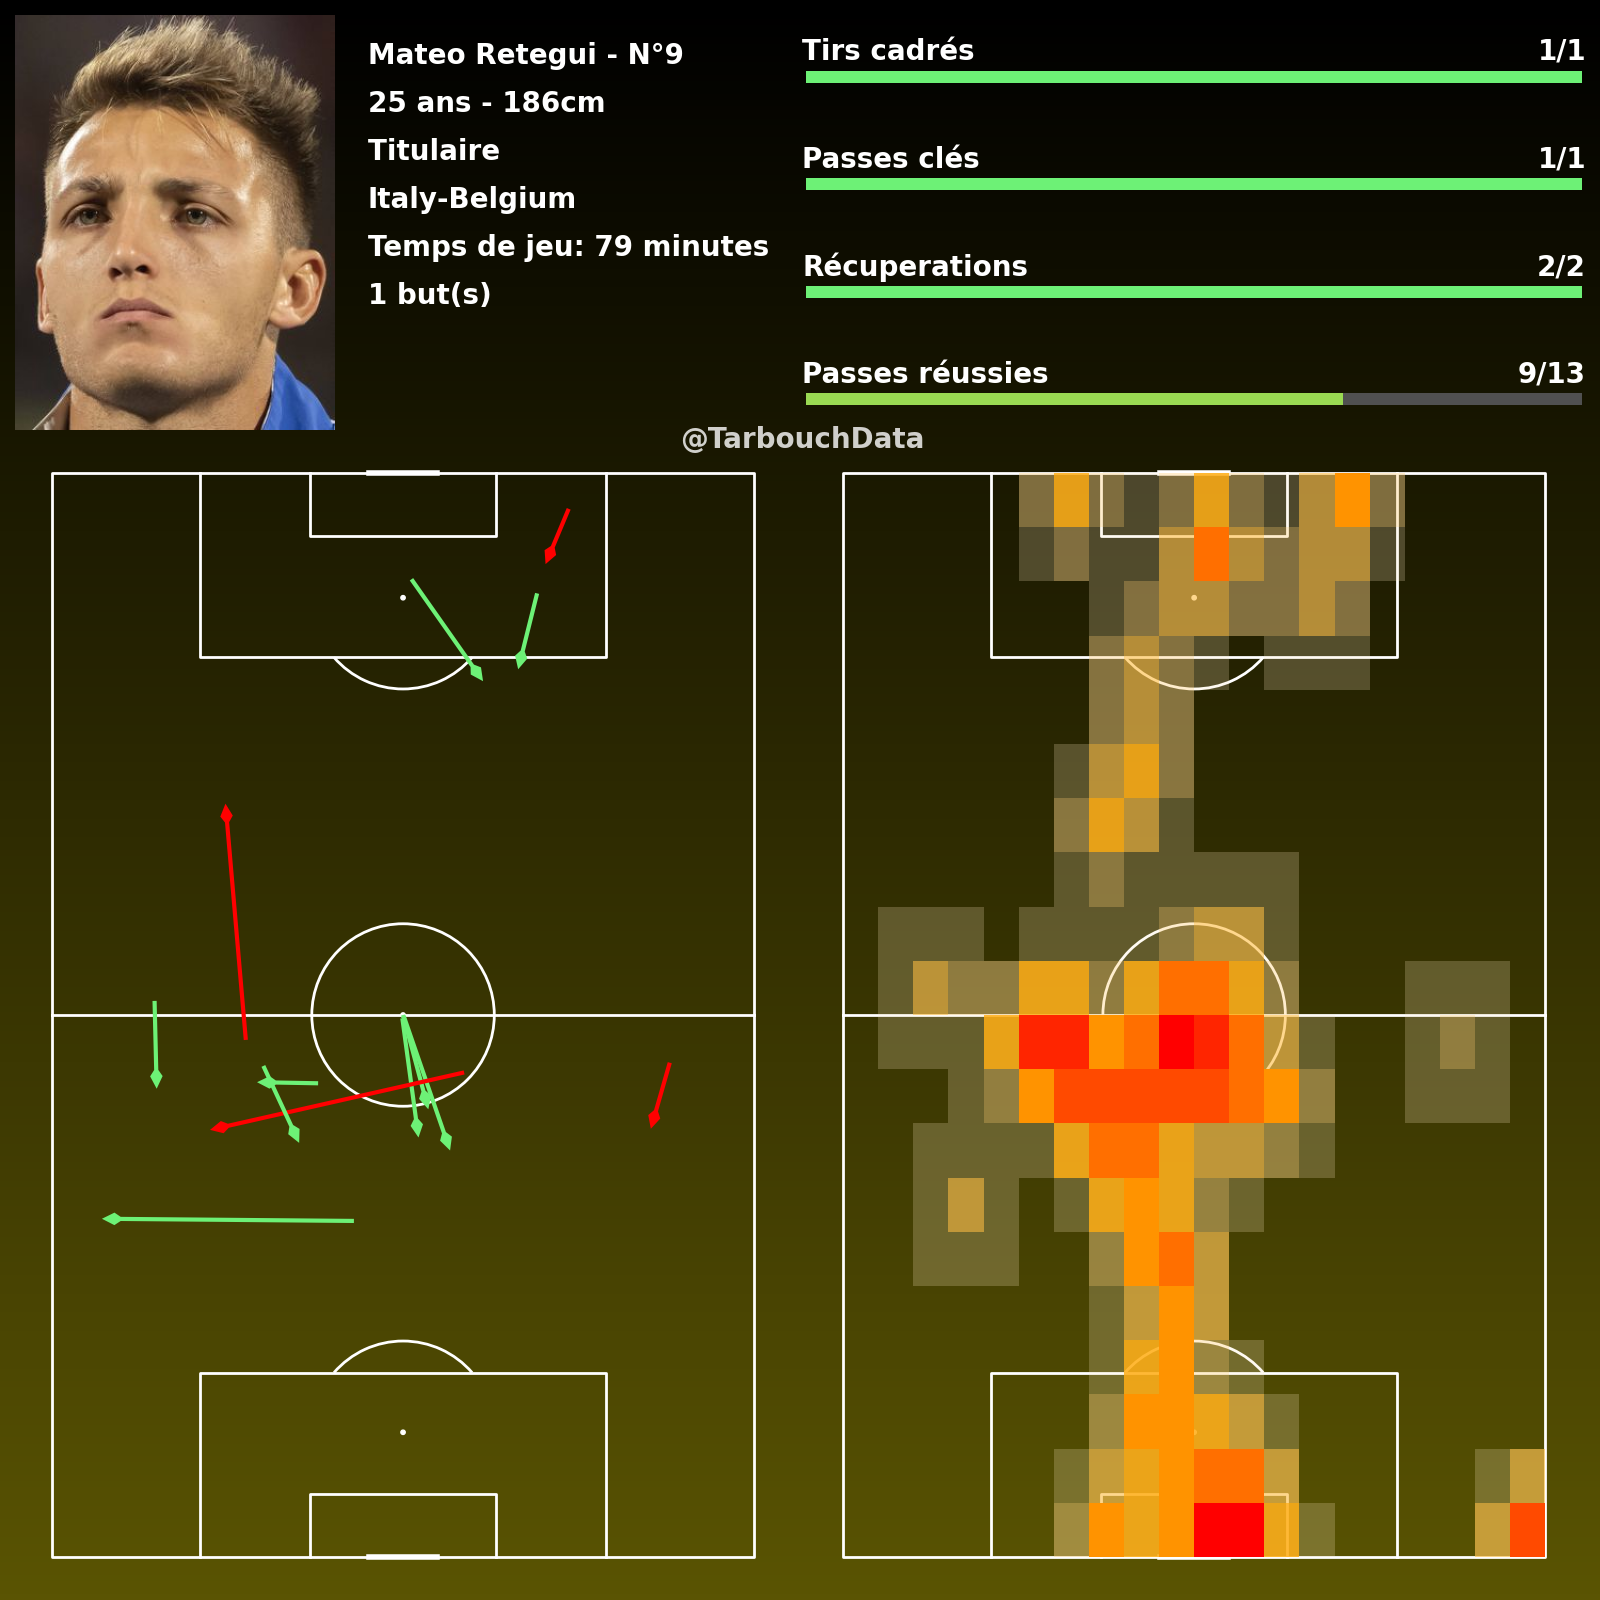 Mateo Retegui - N°9
25 ans - 186cm
Titulaire
Italy-Belgium
Temps de jeu: 79 minutes
1 but(s)
Tirs cadrés 1/1
Passes clés 1/1
Récuperations 2/2
Passes réussies 9/13
@TarbouchData